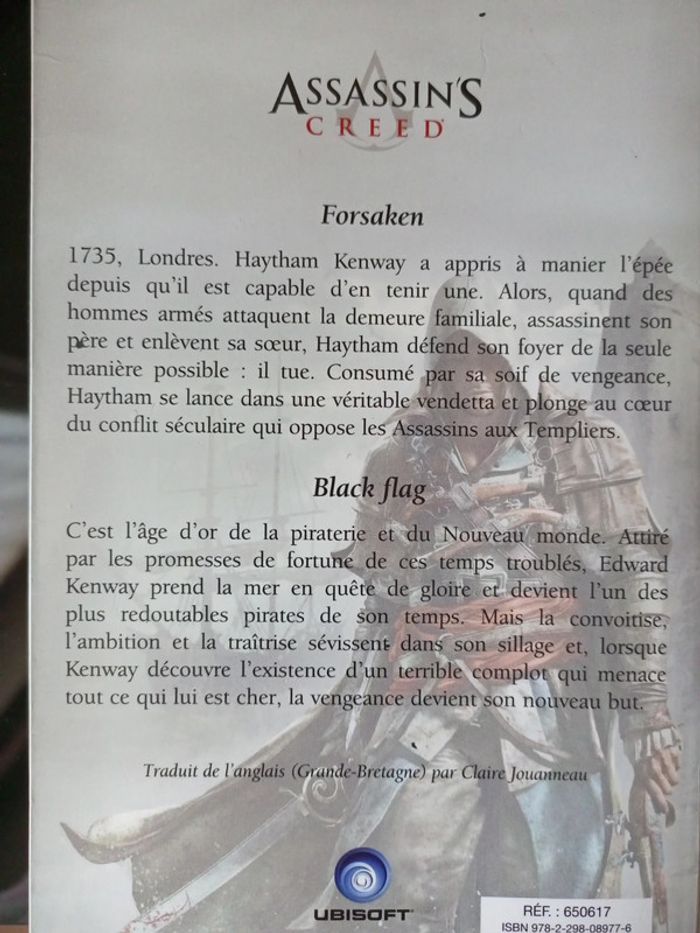 ASSASSIN'S
CREED
Forsaken
1735, Londres. Haytham Kenway a appris à manier l'épée
depuis qu'il est capable d'en tenir une. Alors, quand des
hommes armés attaquent la demeure familiale, assassinent son
père et enlèvent sa sœur, Haytham défend son foyer de la seule
manière possible : il tue. Consumé par sa soif de vengeance,
Haytham se lance dans une véritable vendetta et plonge au cœur
du conflit séculaire qui oppose les Assassins aux Templiers.
Black flag
C'est l'âge d'or de la piraterie et du Nouveau monde. Attiré
par les promesses de fortune de ces temps troublés, Edward
Kenway prend la mer en quête de gloire et devient l'un des
plus redoutables pirates de son temps. Mais la convoitise,
l'ambition et la traîtrise sévissent dans son sillage et, lorsque
Kenway découvre l'existence d'un terrible complot qui menace
tout ce qui lui est cher, la vengeance devient son nouveau but.
Traduit de l'anglais (Grande-Bretagne) par Claire Jouanneau
UBISOFT
RÉF. : 650617
ISBN 978-2-298-08977-6